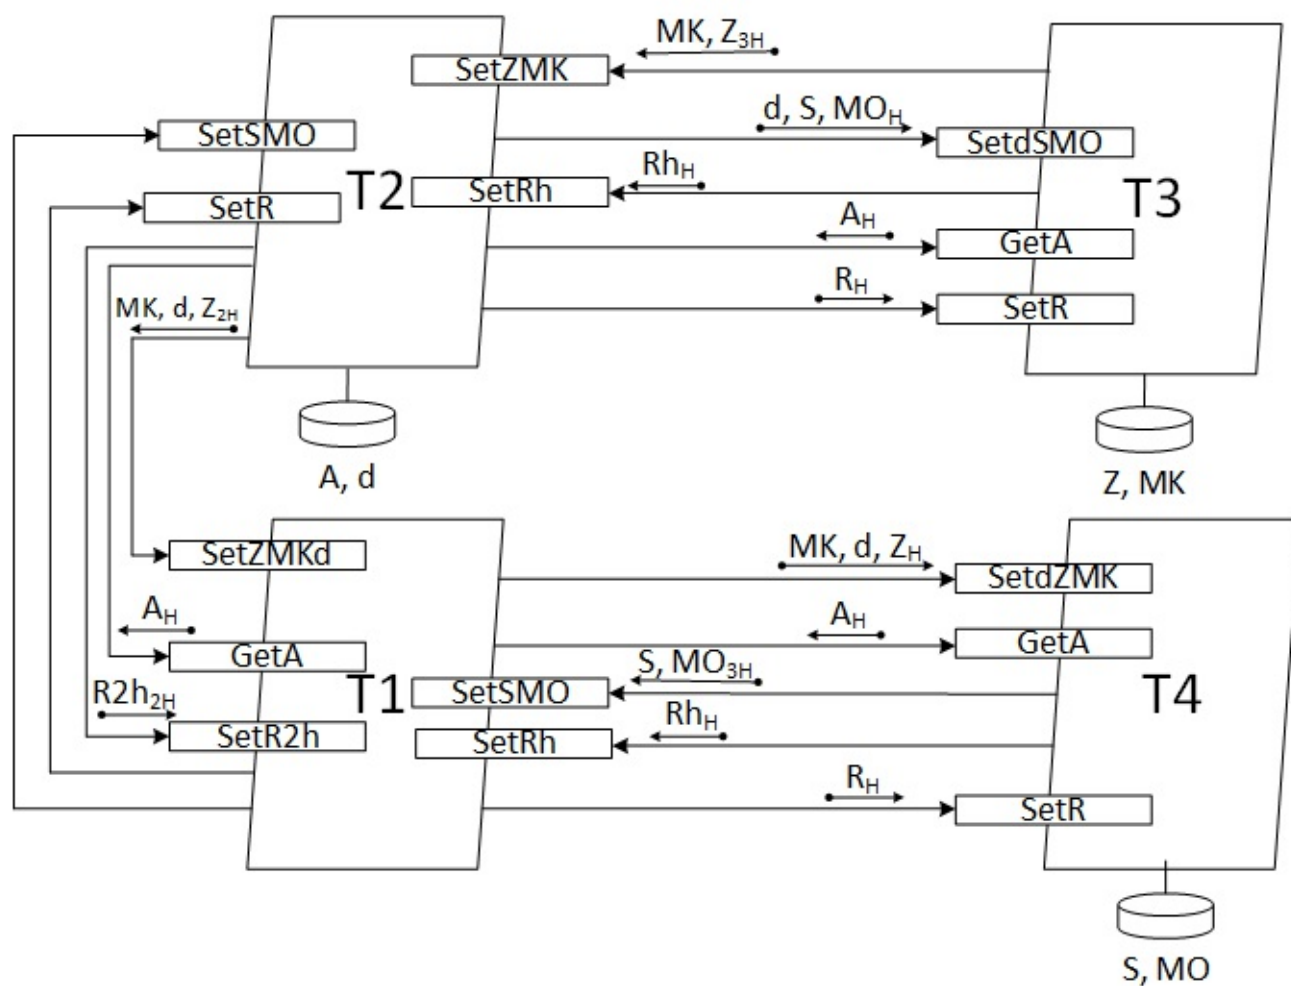 MK, Z3H
SetZMK
d, S, MOH
SetSMO
SetdSMO
RhH
SetRh
T2
T3
SetR
AH
GetA
RH
SetR
MK, d, Z2H
A, d
Z, MK
SetZMKd
MK, d, ZH
SetdZMK
AH
GetA
AH
GetA
S, MO3H
SetSMO
T1
T4
R2h2H
SetR2h
RhH
SetRh
RH
SetR
S, MO